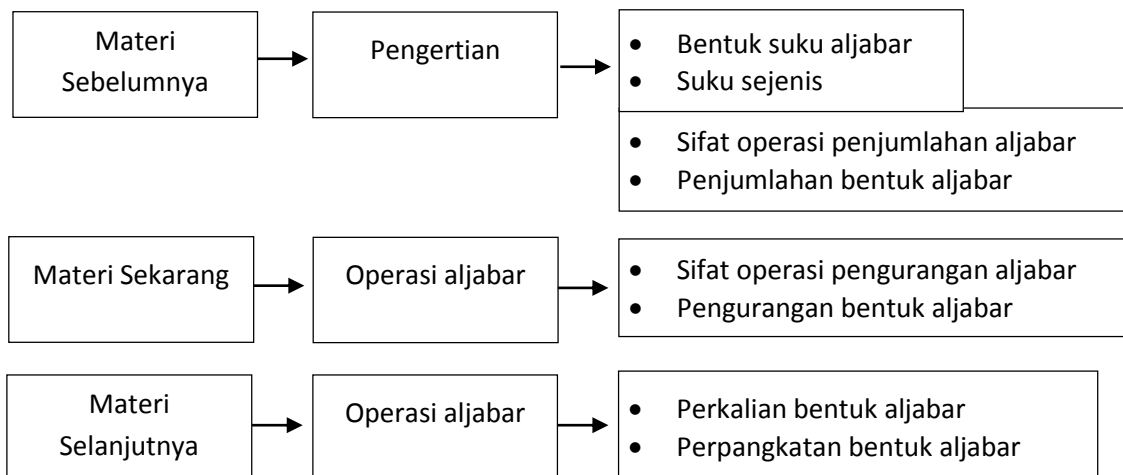 Materi
Sebelumnya
Pengertian
• Bentuk suku aljabar
• Suku sejenis
• Sifat operasi penjumlahan aljabar
• Penjumlahan bentuk aljabar
Materi Sekarang
Operasi aljabar
• Sifat operasi pengurangan aljabar
• Pengurangan bentuk aljabar
Materi
Selanjutnya
Operasi aljabar
• Perkalian bentuk aljabar
• Perpangkatan bentuk aljabar